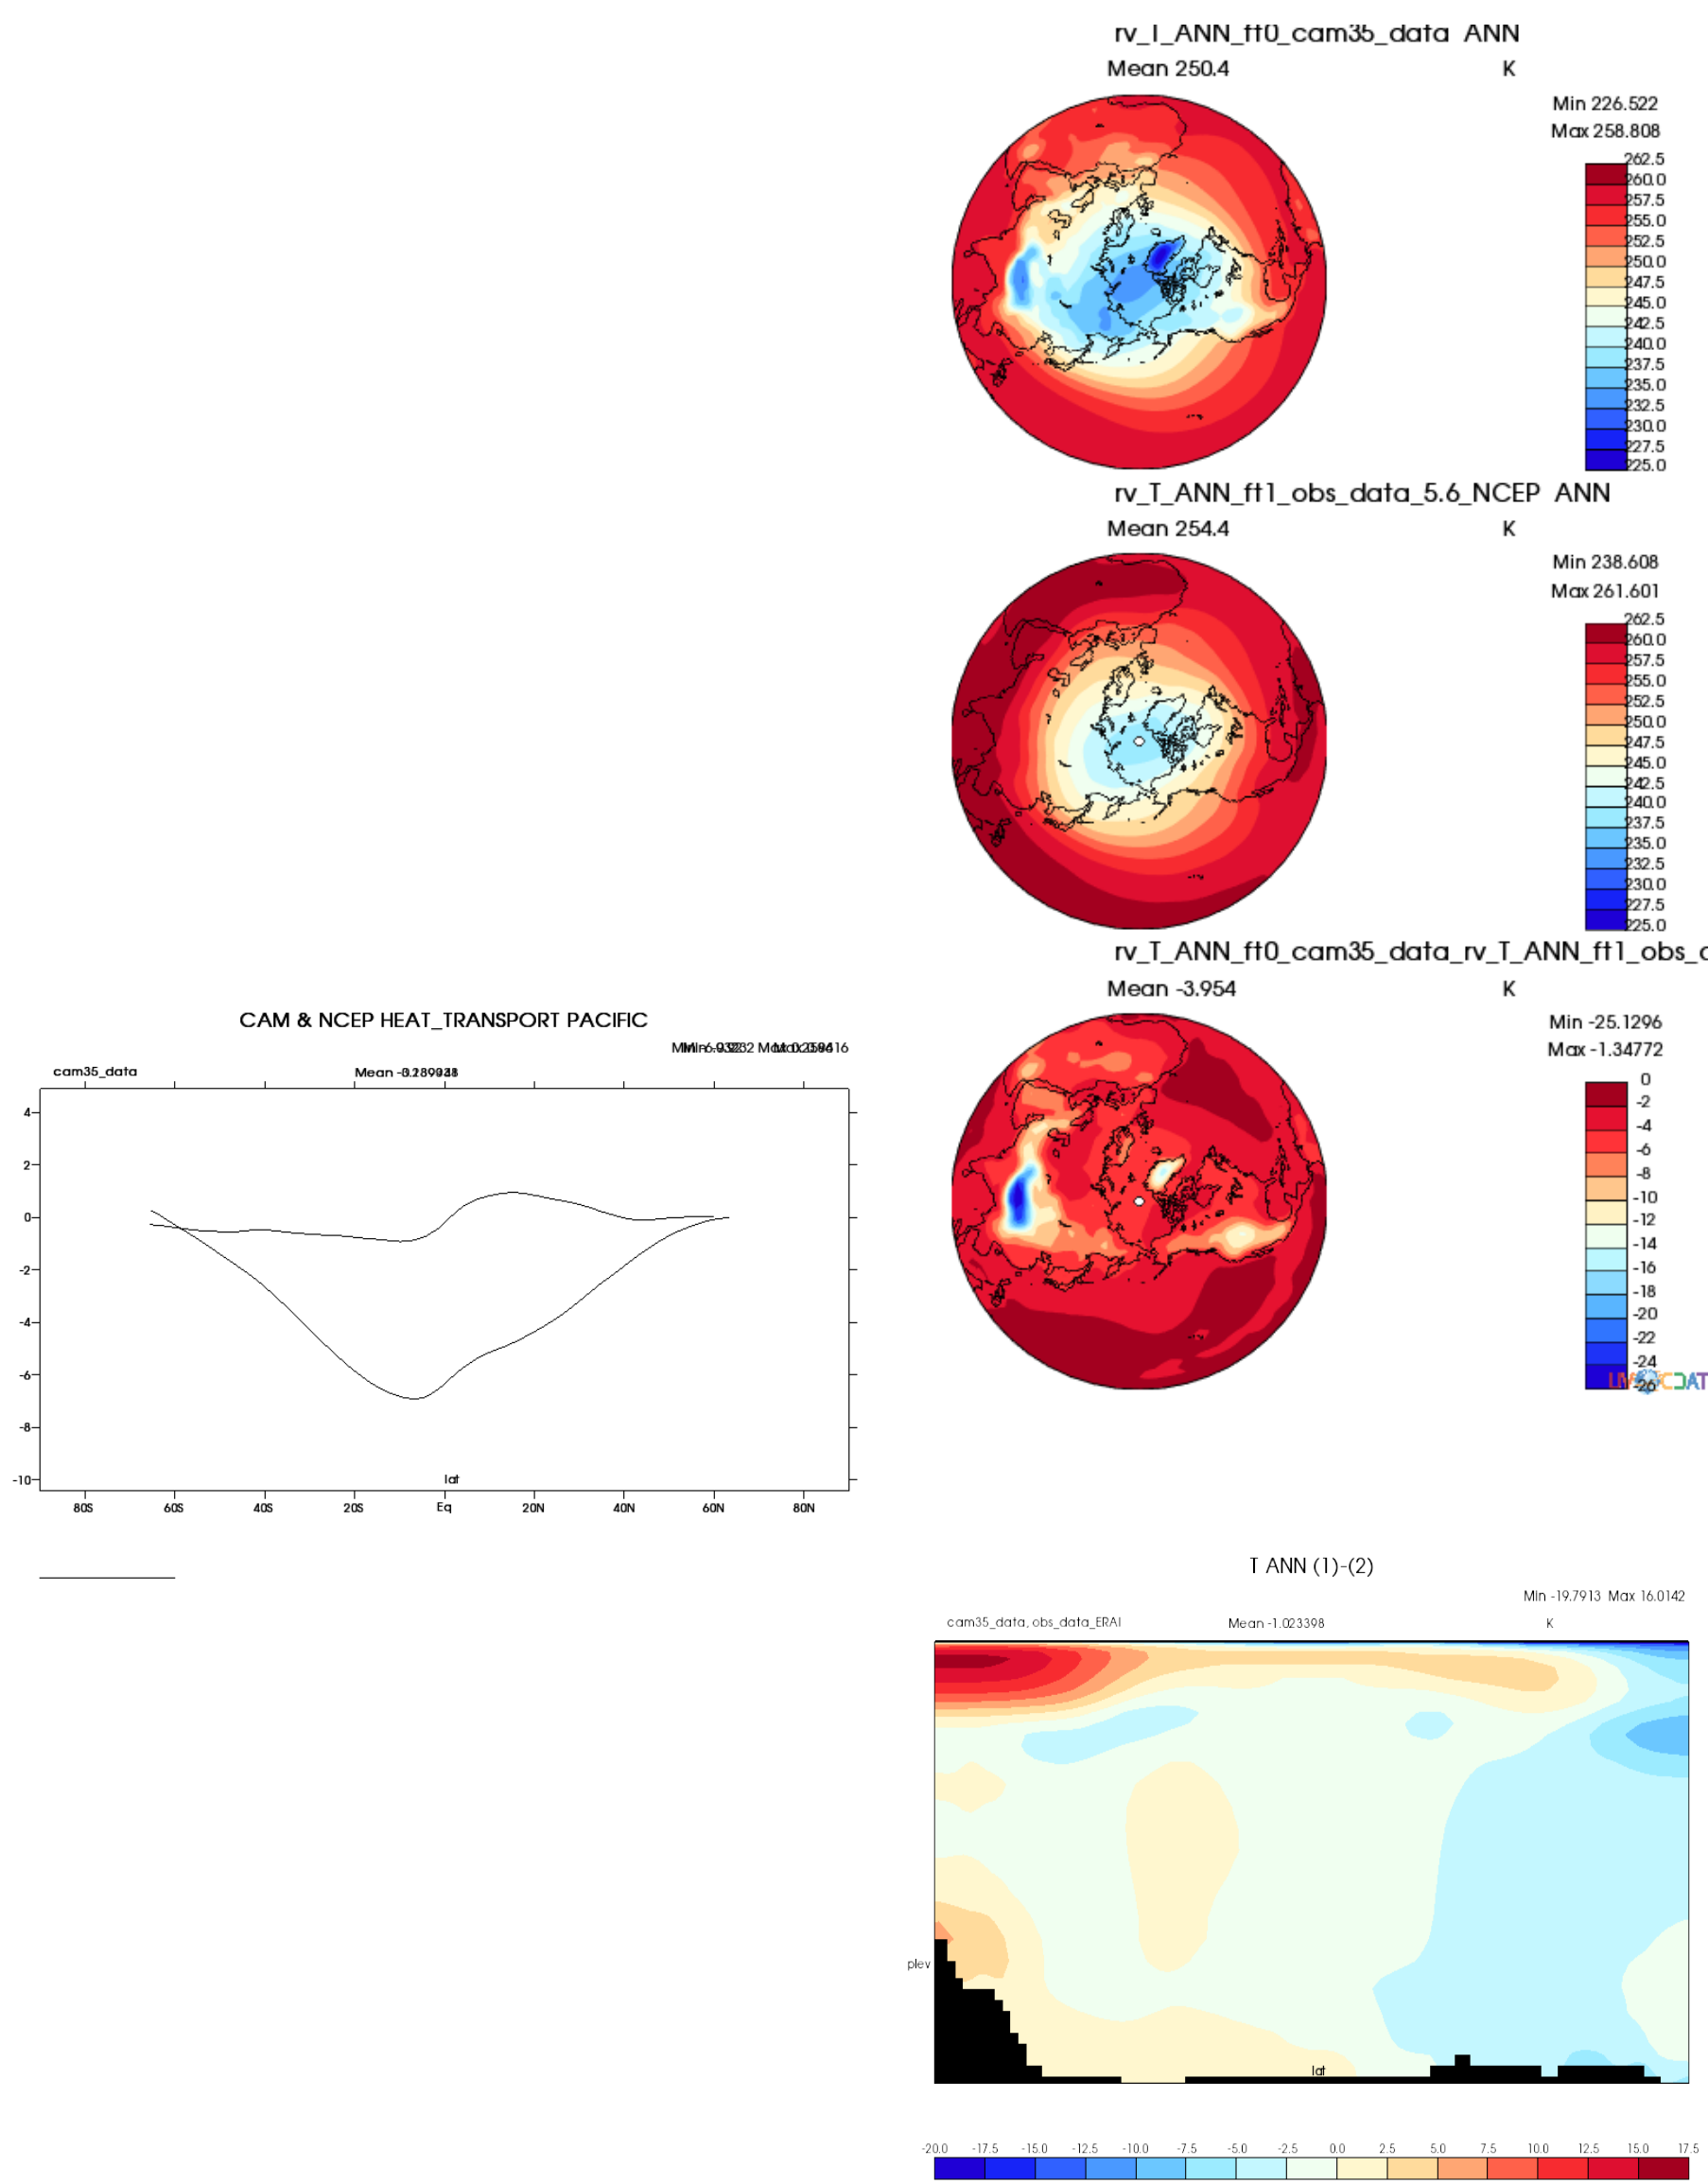 rv_T_ANN_ft0_cam35_data ANN
Mean 250.4 K
Min 226.522
Max 258.808
262.5
260.0
257.5
255.0
252.5
250.0
247.5
245.0
242.5
240.0
237.5
235.0
232.5
230.0
227.5
225.0
rv_T_ANN_ft1_obs_data_5.6_NCEP ANN
Mean 254.4 K
Min 238.608
Max 261.601
262.5
260.0
257.5
255.0
252.5
250.0
247.5
245.0
242.5
240.0
237.5
235.0
232.5
230.0
227.5
225.0
rv_T_ANN_ft0_cam35_data_rv_T_ANN_ft1_obs_
Mean -3.954 K
Min -25.1296
Max -1.34772
0
-2
-4
-6
-8
-10
-12
-14
-16
-18
-20
-22
-24
-26
CDAT
CAM & NCEP HEAT_TRANSPORT PACIFIC
cam35_data Mean
4
2
0
-2
-4
-6
-8
-10
lat
80S 60S 40S 20S Eq 20N 40N 60N 80N
T ANN (1)-(2)
Min -19.7913 Max 16.0142
cam35_data, obs_data_ERAI Mean -1.023398 K
plev
lat
-20.0 -17.5 -15.0 -12.5 -10.0 -7.5 -5.0 -2.5 0.0 2.5 5.0 7.5 10.0 12.5 15.0 17.5